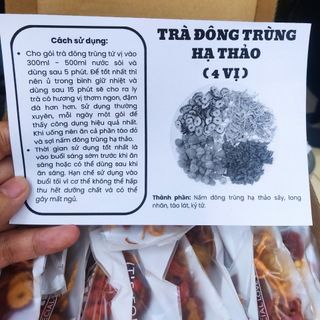 Cách sử dụng:
Cho gói trà đông trùng tứ vị vào
300ml - 500ml nước sôi và
dùng sau 5 phút. Để tốt nhất thì
nên ủ trong bình giữ nhiệt và
dùng sau 15 phút sẽ cho ra ly
trà có hương vị thơm ngon, đậm
đà hơn hơn. Sử dụng thường
xuyên, mỗi ngày một gói để
thấy công dụng hiệu quả nhất.
Khi uống nên ăn cả phần táo đỏ
và sợi nấm đông trùng hạ thảo.
Thời gian sử dụng tốt nhất là
vào buổi sáng sớm trước khi ăn
sáng hoặc có thể dùng sau khi
ăn sáng. Hạn chế sử dụng vào
buổi tối vì cơ thể không thể hấp
thu hết dưỡng chất và có thể
gây mất ngủ.
TRÀ ĐÔNG TRÙNG
HẠ THẢO
(4 VỊ)
Thành phần: Nấm đông trùng hạ thảo sấy, long
nhãn, táo lát, kỷ tử.